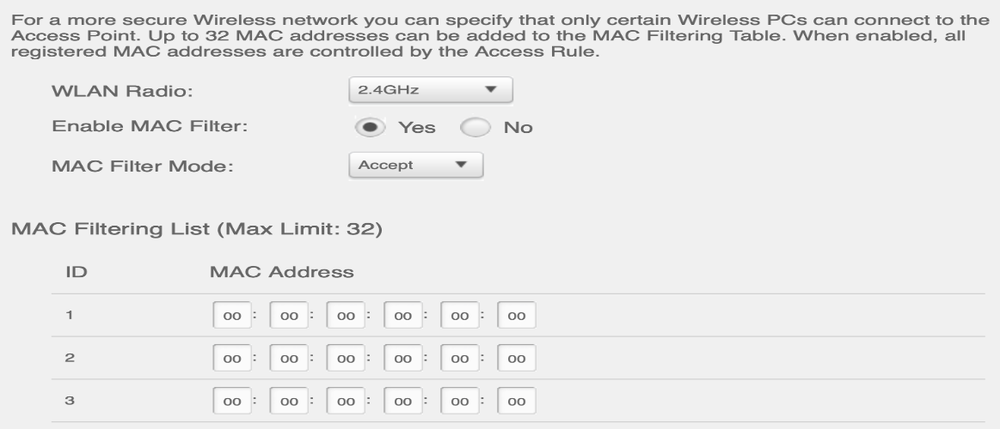 For a more secure Wireless network you can specify that only certain Wireless PCs can connect to the
Access Point. Up to 32 MAC addresses can be added to the MAC Filtering Table. When enabled, all
registered MAC addresses are controlled by the Access Rule.
WLAN Radio: 2.4GHz
Enable MAC Filter: Yes No
MAC Filter Mode: Accept
MAC Filtering List (Max Limit: 32)
ID MAC Address
1 00 : 00 : 00 : 00 : 00 : 00
2 00 : 00 : 00 : 00 : 00 : 00
3 00 : 00 : 00 : 00 : 00 : 00